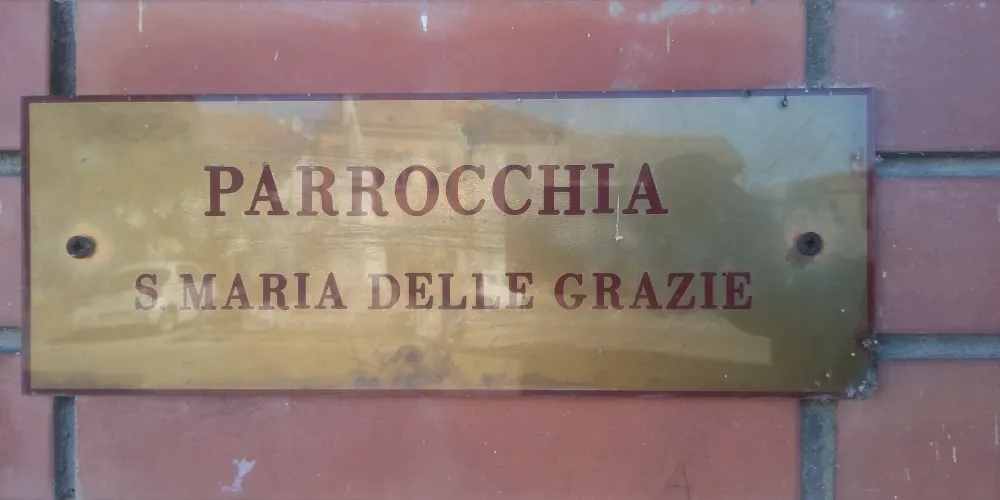 PARROCCHIA
S. MARIA DELLE GRAZIE